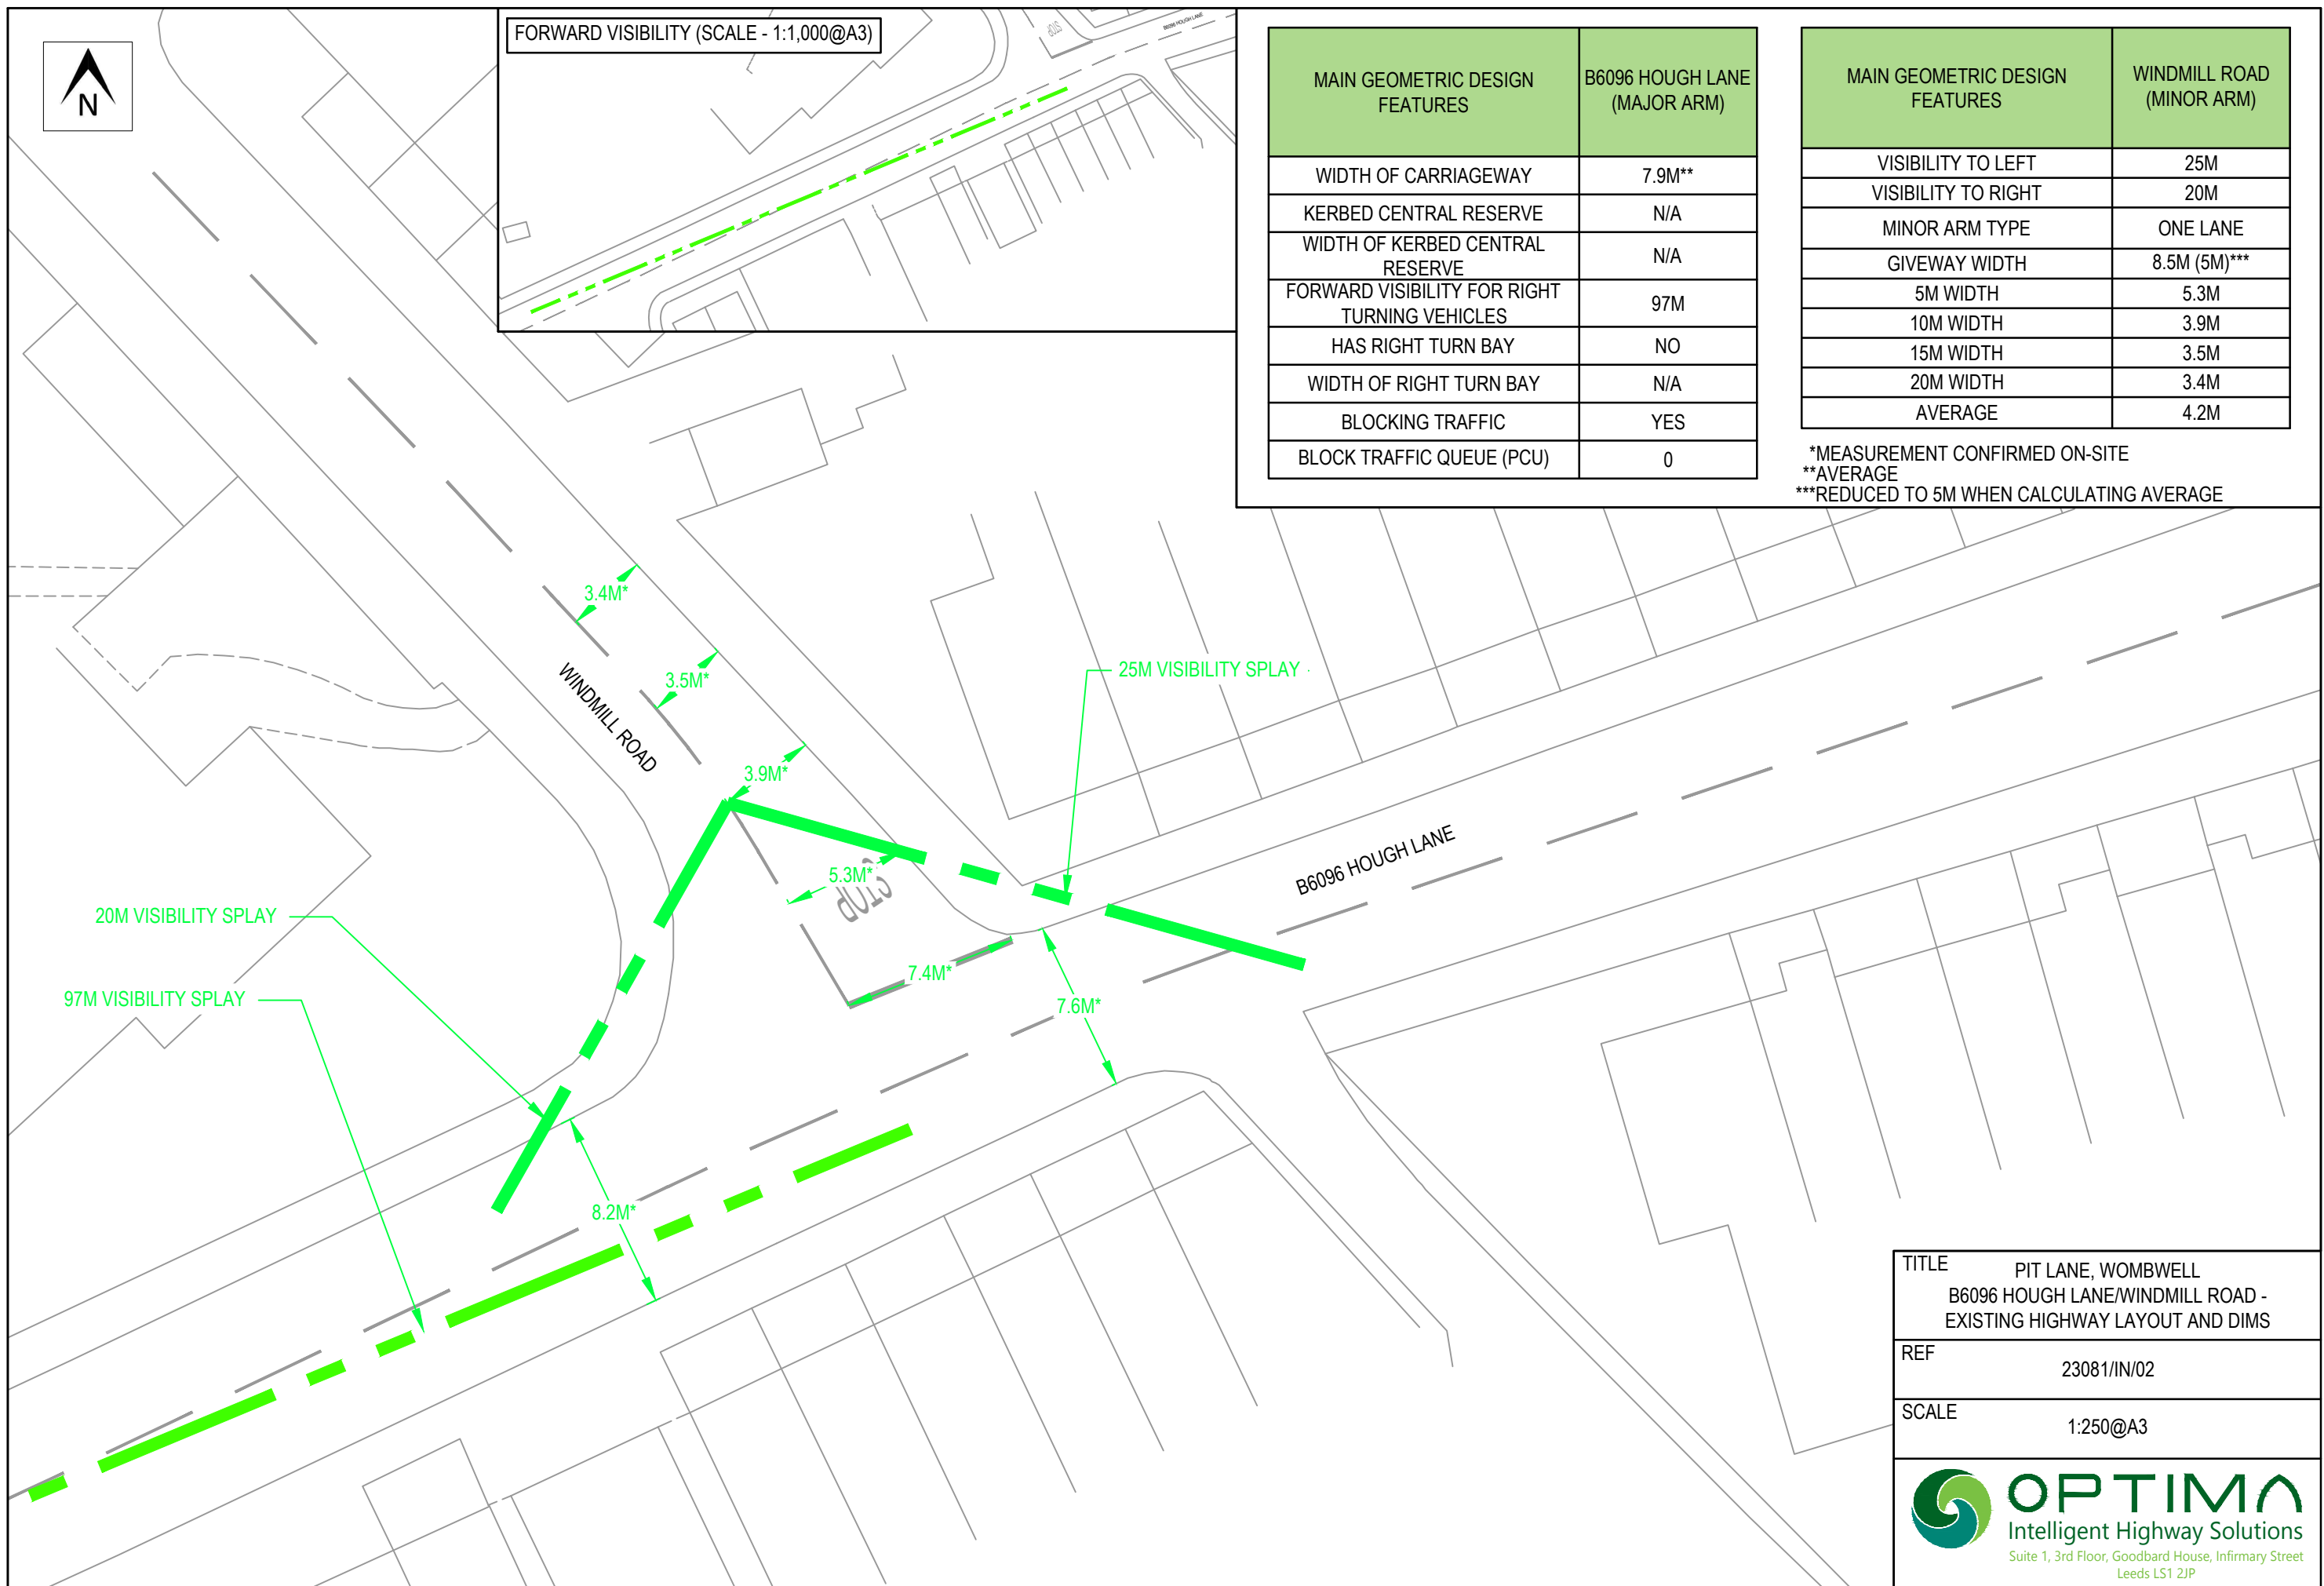 N
FORWARD VISIBILITY (SCALE - 1:1,000@A3)
STOP
B6096 HOUGH LANE
MAIN GEOMETRIC DESIGN FEATURES
B6096 HOUGH LANE (MAJOR ARM)
WIDTH OF CARRIAGEWAY 7.9M**
KERBED CENTRAL RESERVE N/A
WIDTH OF KERBED CENTRAL RESERVE N/A
FORWARD VISIBILITY FOR RIGHT TURNING VEHICLES 97M
HAS RIGHT TURN BAY NO
WIDTH OF RIGHT TURN BAY N/A
BLOCKING TRAFFIC YES
BLOCK TRAFFIC QUEUE (PCU) 0
MAIN GEOMETRIC DESIGN FEATURES
WINDMILL ROAD (MINOR ARM)
VISIBILITY TO LEFT 25M
VISIBILITY TO RIGHT 20M
MINOR ARM TYPE ONE LANE
GIVEWAY WIDTH 8.5M (5M)***
5M WIDTH 5.3M
10M WIDTH 3.9M
15M WIDTH 3.5M
20M WIDTH 3.4M
AVERAGE 4.2M
*MEASUREMENT CONFIRMED ON-SITE
**AVERAGE
***REDUCED TO 5M WHEN CALCULATING AVERAGE
3.4M*
3.5M*
WINDMILL ROAD
25M VISIBILITY SPLAY
3.9M*
5.3M*
STOP
B6096 HOUGH LANE
20M VISIBILITY SPLAY
7.4M*
97M VISIBILITY SPLAY
7.6M*
8.2M*
TITLE
PIT LANE, WOMBWELL
B6096 HOUGH LANE/WINDMILL ROAD -
EXISTING HIGHWAY LAYOUT AND DIMS
REF
23081/IN/02
SCALE
1:250@A3
OPTIMA
Intelligent Highway Solutions
Suite 1, 3rd Floor, Goodbard House, Infirmary Street
Leeds LS1 2JP